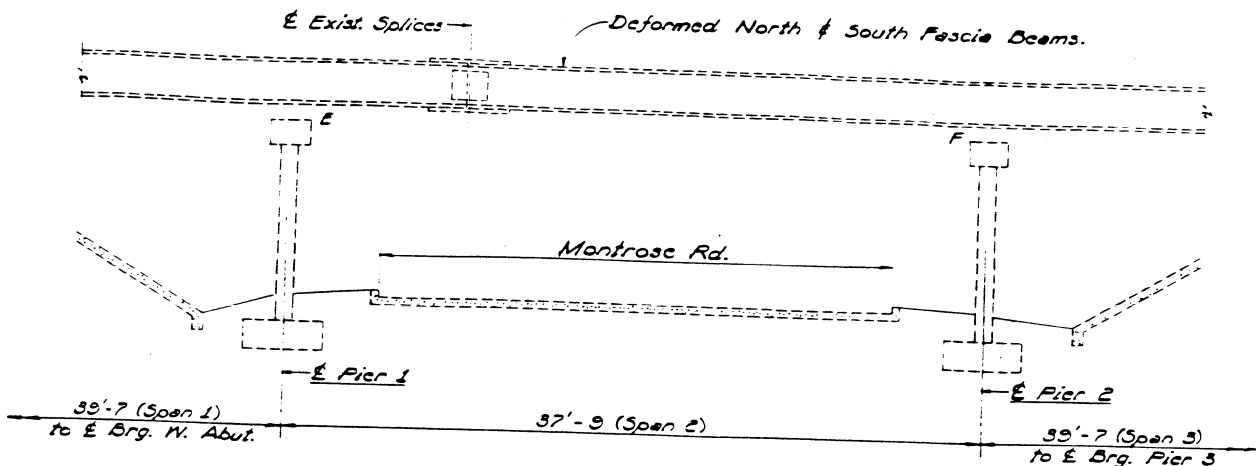 ℄ Exist. Splices
Deformed North & South Fascia Beams.
E
F
Montrose Rd.
℄ Pier 1
℄ Pier 2
39'-7 (Span 1)
to ℄ Brg. W. Abut.
37'-9 (Span 2)
39'-7 (Span 3)
to ℄ Brg. Pier 3